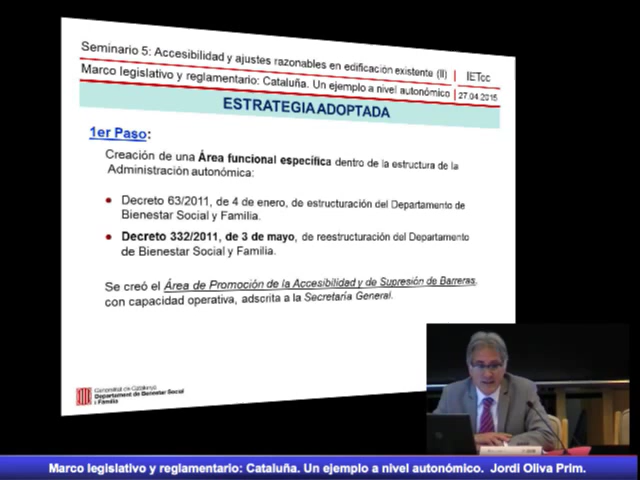 Seminario 5: Accesibilidad y ajustes razonables en edificación existente (II)
IETcc
Marco legislativo y reglamentario: Cataluña. Un ejemplo a nivel autonómico
27.04.2015
ESTRATEGIA ADOPTADA
1er Paso:
Creación de una Área funcional específica dentro de la estructura de la
Administración autonómica:
• Decreto 63/2011, de 4 de enero, de estructuración del Departamento de
Bienestar Social y Familia.
• Decreto 332/2011, de 3 de mayo, de reestructuración del Departamento
de Bienestar Social y Familia.
Se creó el Área de Promoción de la Accesibilidad y de Supresión de Barreras,
con capacidad operativa, adscrita a la Secretaría General.
Generalitat de Catalunya
Departament de Benestar Social
i Família
Marco legislativo y reglamentario: Cataluña. Un ejemplo a nivel autonómico. Jordi Oliva Prim.